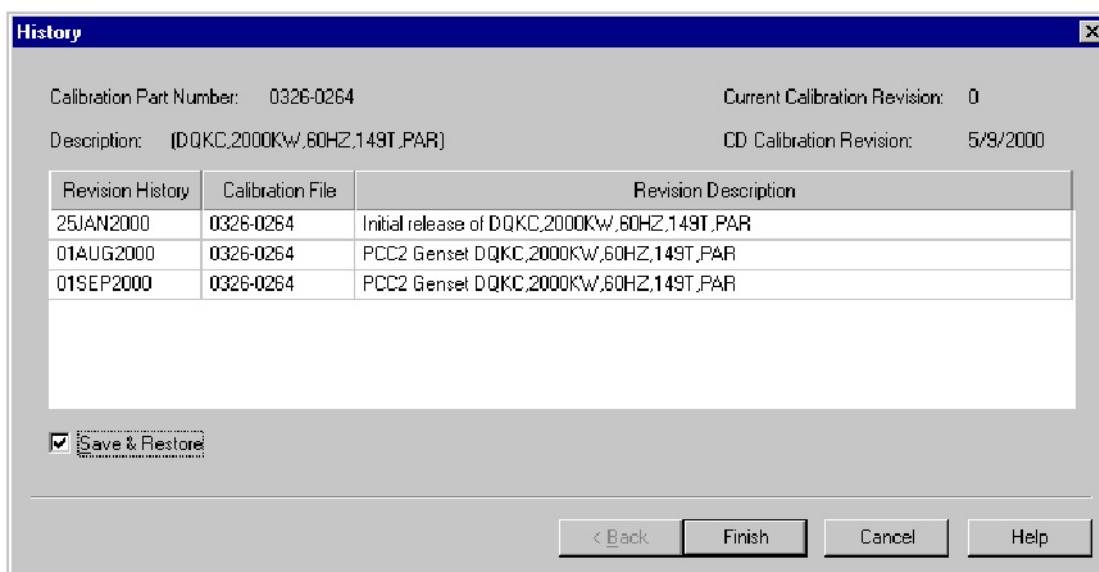 History
Calibration Part Number: 0326-0264 Current Calibration Revision: 0
Description: (DQKC,2000KW,60HZ,149T,PAR) CD Calibration Revision: 5/9/2000
Revision History Calibration File Revision Description
25JAN2000 0326-0264 Initial release of DQKC,2000KW,60HZ,149T,PAR
01AUG2000 0326-0264 PCC2 Genset DQKC,2000KW,60HZ,149T,PAR
01SEP2000 0326-0264 PCC2 Genset DQKC,2000KW,60HZ,149T,PAR
Save & Restore
< Back Finish Cancel Help